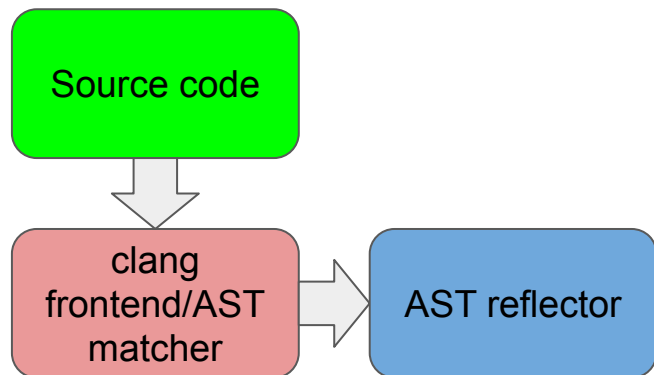 Source code
clang
frontend/AST
matcher
AST reflector